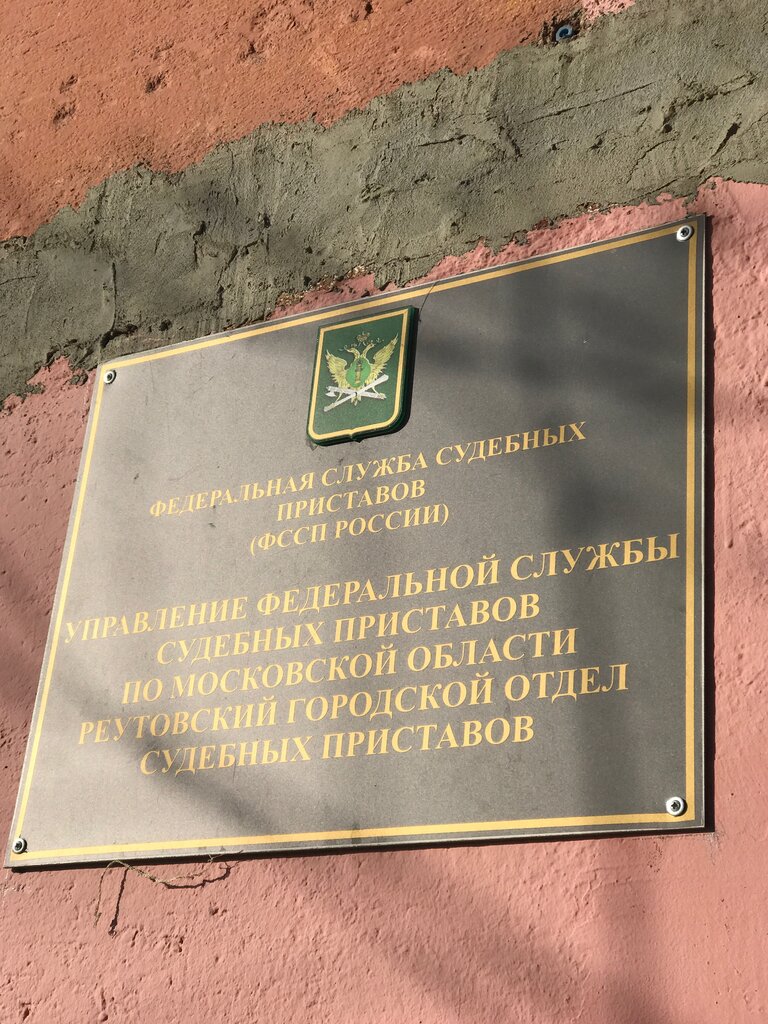 ФЕДЕРАЛЬНАЯ СЛУЖБА СУДЕБНЫХ
ПРИСТАВОВ
(ФССП РОССИИ)
УПРАВЛЕНИЕ ФЕДЕРАЛЬНОЙ СЛУЖБЫ
СУДЕБНЫХ ПРИСТАВОВ
ПО МОСКОВСКОЙ ОБЛАСТИ
РЕУТОВСКИЙ ГОРОДСКОЙ ОТДЕЛ
СУДЕБНЫХ ПРИСТАВОВ